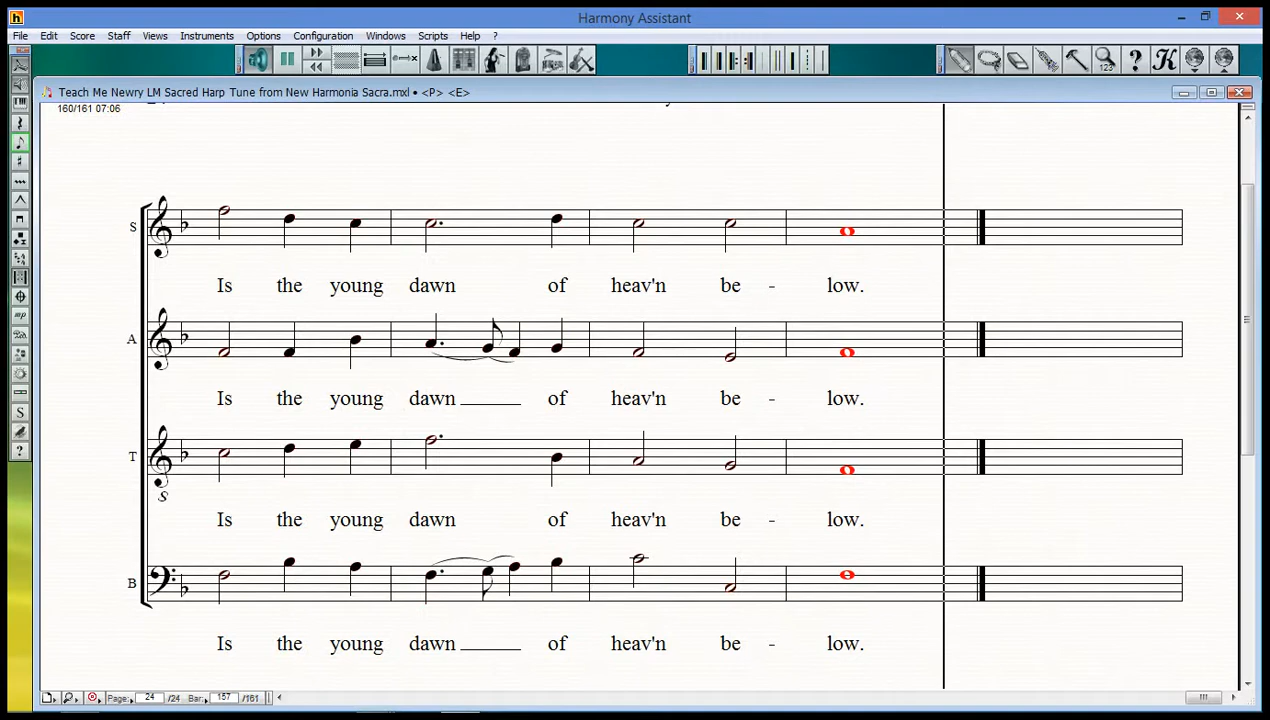 Harmony Assistant
File Edit Score Staff Views Instruments Options Configuration Windows Scripts Help ?
Teach Me Newry LM Sacred Harp Tune from New Harmonia Sacra.mxl • <P> <E>
160/161 07:06
S
Is the young dawn of heav'n be - low.
A
Is the young dawn ______ of heav'n be - low.
T
8
Is the young dawn of heav'n be - low.
B
Is the young dawn ______ of heav'n be - low.
Page: 24 /24 Bar: 157 /161